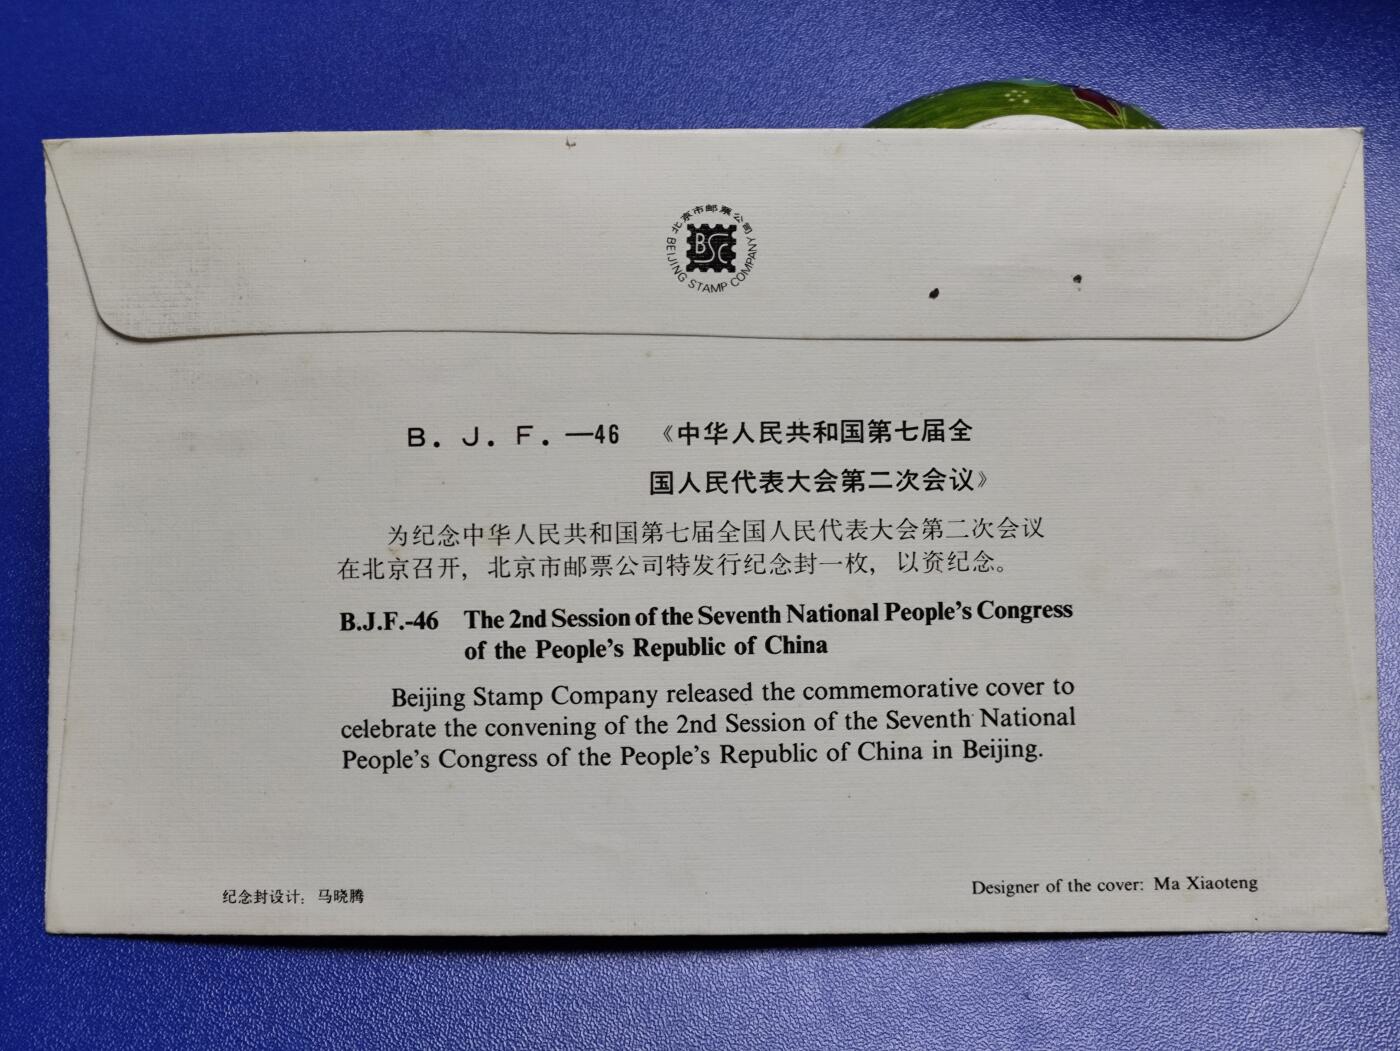 北京市邮票公司
BSC
BEIJING STAMP COMPANY
B. J. F. —46 《中华人民共和国第七届全
国人民代表大会第二次会议》
为纪念中华人民共和国第七届全国人民代表大会第二次会议
在北京召开，北京市邮票公司特发行纪念封一枚，以资纪念。
B.J.F.-46 The 2nd Session of the Seventh National People's Congress
of the People's Republic of China
Beijing Stamp Company released the commemorative cover to
celebrate the convening of the 2nd Session of the Seventh National
People's Congress of the People's Republic of China in Beijing.
纪念封设计：马晓腾
Designer of the cover: Ma Xiaoteng